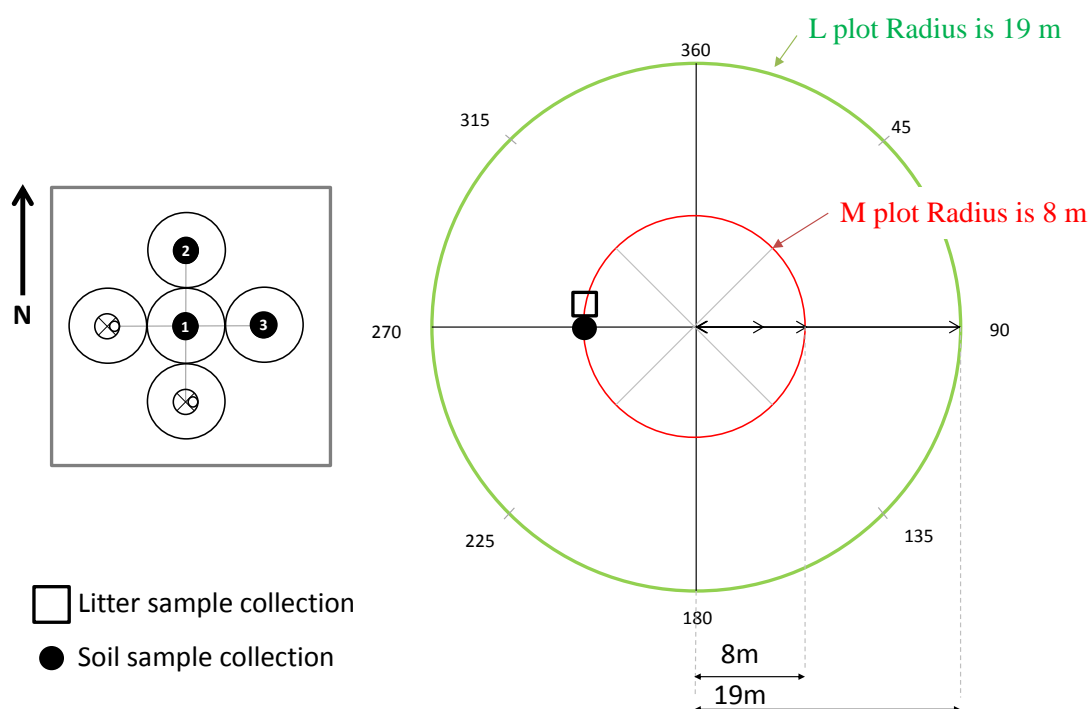 L plot Radius is 19 m
360
315
45
N
2
M plot Radius is 8 m
1
3
270
90
225
135
Litter sample collection
180
Soil sample collection
8m
19m